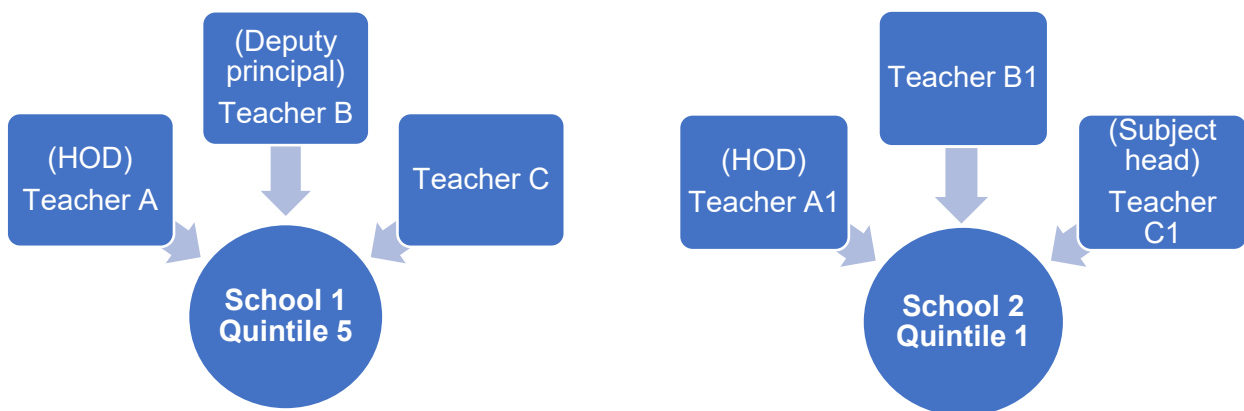 (Deputy
principal)
Teacher B
(HOD)
Teacher A
Teacher C
School 1
Quintile 5
Teacher B1
(HOD)
Teacher A1
(Subject
head)
Teacher
C1
School 2
Quintile 1